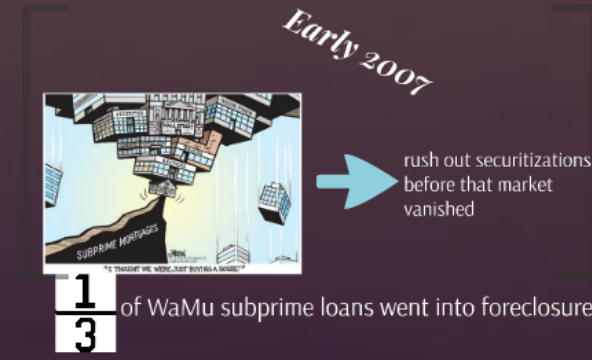 Early 2007
SUBPRIME MORTGAGES
"I THOUGHT WE WERE JUST BUYING A HOUSE!"
rush out securitizations
before that market
vanished
1
3
of WaMu subprime loans went into foreclosure